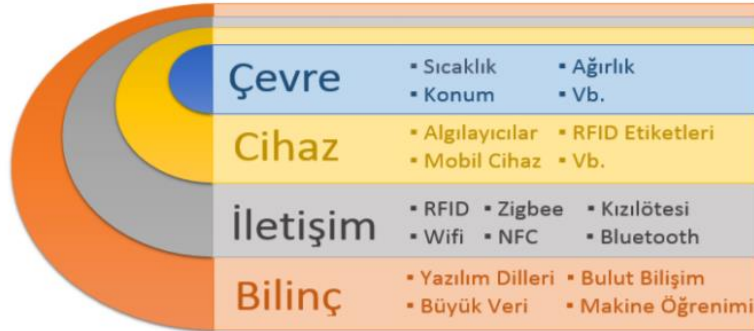 Çevre
▪ Sıcaklık ▪ Ağırlık
▪ Konum ▪ Vb.
Cihaz
▪ Algılayıcılar ▪ RFID Etiketleri
▪ Mobil Cihaz ▪ Vb.
İletişim
▪ RFID ▪ Zigbee ▪ Kızılötesi
▪ Wifi ▪ NFC ▪ Bluetooth
Bilinç
▪ Yazılım Dilleri ▪ Bulut Bilişim
▪ Büyük Veri ▪ Makine Öğrenimi